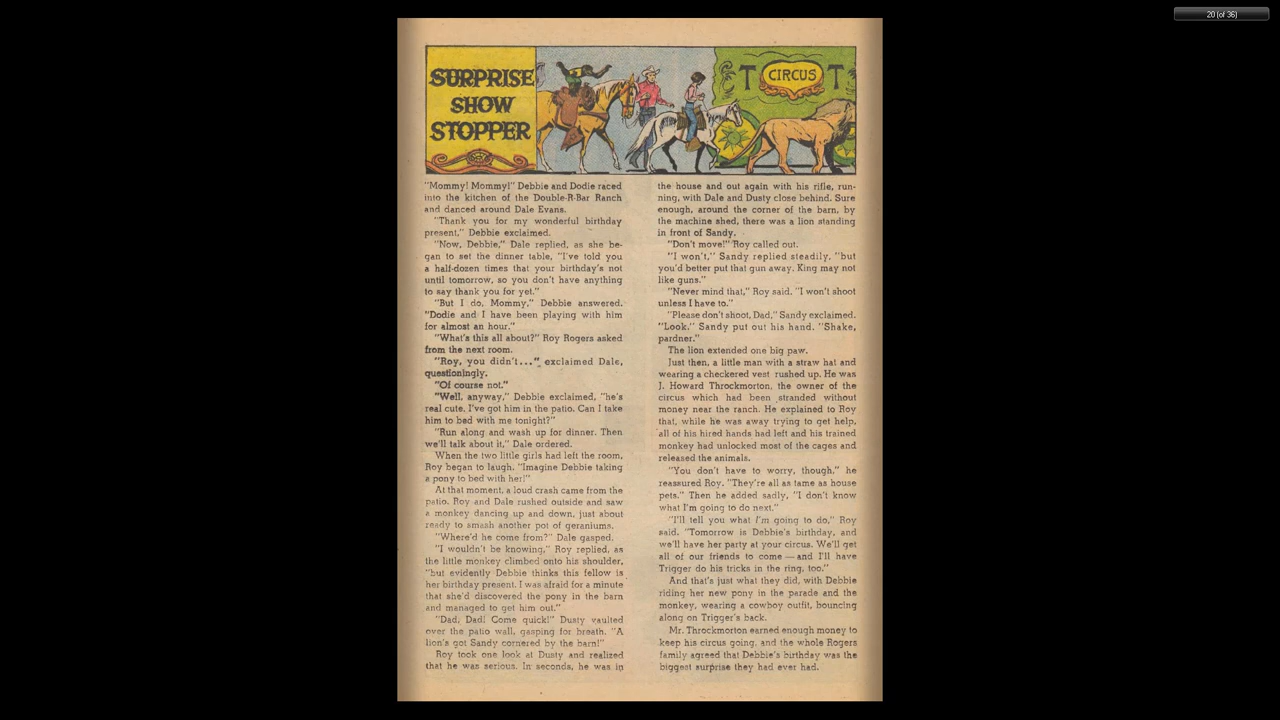 20 (of 36)
SURPRISE
SHOW
STOPPER
CIRCUS
"Mommy! Mommy!" Debbie and Dodie raced
into the kitchen of the Double-R-Bar Ranch
and danced around Dale Evans.
"Thank you for my wonderful birthday
present," Debbie exclaimed.
"Now, Debbie," Dale replied, as she be-
gan to set the dinner table, "I've told you
a half-dozen times that your birthday's not
until tomorrow, so you don't have anything
to say thank you for yet."
"But I do, Mommy," Debbie answered.
"Dodie and I have been playing with him
for almost an hour."
"What's this all about?" Roy Rogers asked
from the next room.
"Roy, you didn't..." exclaimed Dale,
questioningly.
"Of course not."
"Well, anyway," Debbie exclaimed, "he's
real cute. I've got him in the patio. Can I take
him to bed with me tonight?"
"Run along and wash up for dinner. Then
we'll talk about it," Dale ordered.
When the two little girls had left the room,
Roy began to laugh. "Imagine Debbie taking
a pony to bed with her!"
At that moment, a loud crash came from the
patio. Roy and Dale rushed outside and saw
a monkey dancing up and down, just about
ready to smash another pot of geraniums.
"Where'd he come from?" Dale gasped.
"I wouldn't be knowing," Roy replied, as
the little monkey climbed onto his shoulder,
"but evidently Debbie thinks this fellow is
her birthday present. I was afraid for a minute
that she'd discovered the pony in the barn
and managed to get him out."
"Dad, Dad! Come quick!" Dusty vaulted
over the patio wall, gasping for breath. "A
lion's got Sandy cornered by the barn!"
Roy took one look at Dusty and realized
that he was serious. In seconds, he was in
the house and out again with his rifle, run-
ning, with Dale and Dusty close behind. Sure
enough, around the corner of the barn, by
the machine shed, there was a lion standing
in front of Sandy.
"Don't move!" Roy called out.
"I won't," Sandy replied steadily, "but
you'd better put that gun away. King may not
like guns."
"Never mind that," Roy said. "I won't shoot
unless I have to."
"Please don't shoot, Dad," Sandy exclaimed.
"Look," Sandy put out his hand. "Shake,
pardner."
The lion extended one big paw.
Just then, a little man with a straw hat and
wearing a checkered vest rushed up. He was
J. Howard Throckmorton, the owner of the
circus which had been stranded without
money near the ranch. He explained to Roy
that, while he was away trying to get help,
all of his hired hands had left and his trained
monkey had unlocked most of the cages and
released the animals.
"You don't have to worry, though," he
reassured Roy. "They're all as tame as house
pets." Then he added sadly, "I don't know
what I'm going to do next."
"I'll tell you what I'm going to do," Roy
said. "Tomorrow is Debbie's birthday, and
we'll have her party at your circus. We'll get
all of our friends to come — and I'll have
Trigger do his tricks in the ring, too."
And that's just what they did, with Debbie
riding her new pony in the parade and the
monkey, wearing a cowboy outfit, bouncing
along on Trigger's back.
Mr. Throckmorton earned enough money to
keep his circus going, and the whole Rogers
family agreed that Debbie's birthday was the
biggest surprise they had ever had.